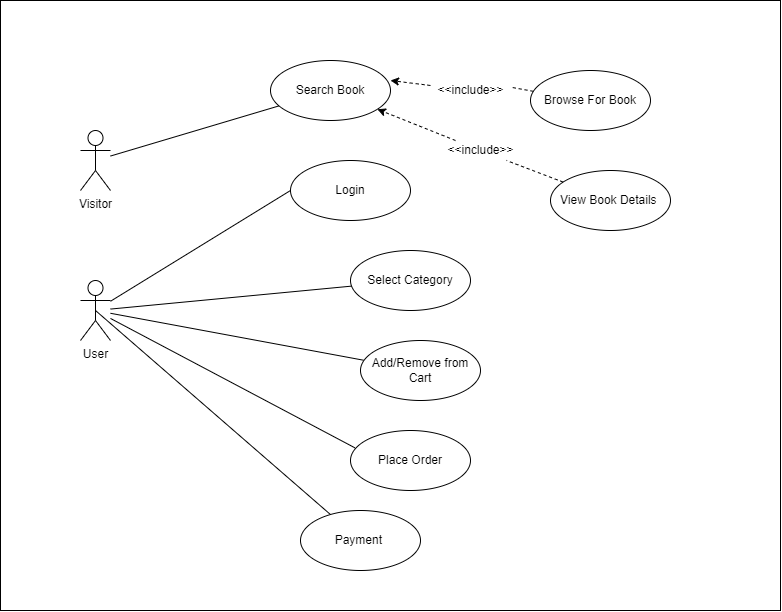 Search Book
<<include>>
Browse For Book
<<include>>
View Book Details
Visitor
Login
Select Category
User
Add/Remove from
Cart
Place Order
Payment